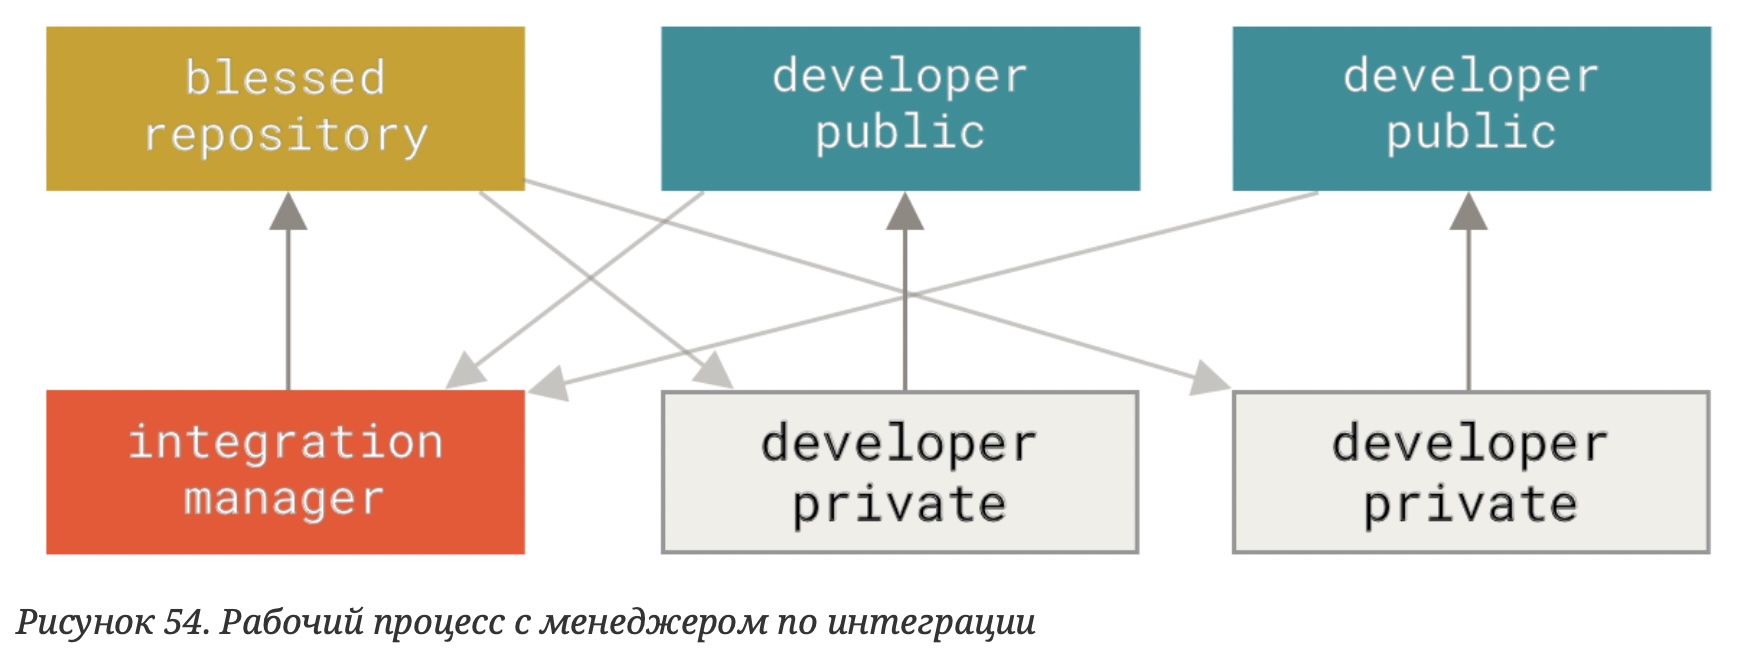 blessed
repository
developer
public
developer
public
integration
manager
developer
private
developer
private
Рисунок 54. Рабочий процесс с менеджером по интеграции